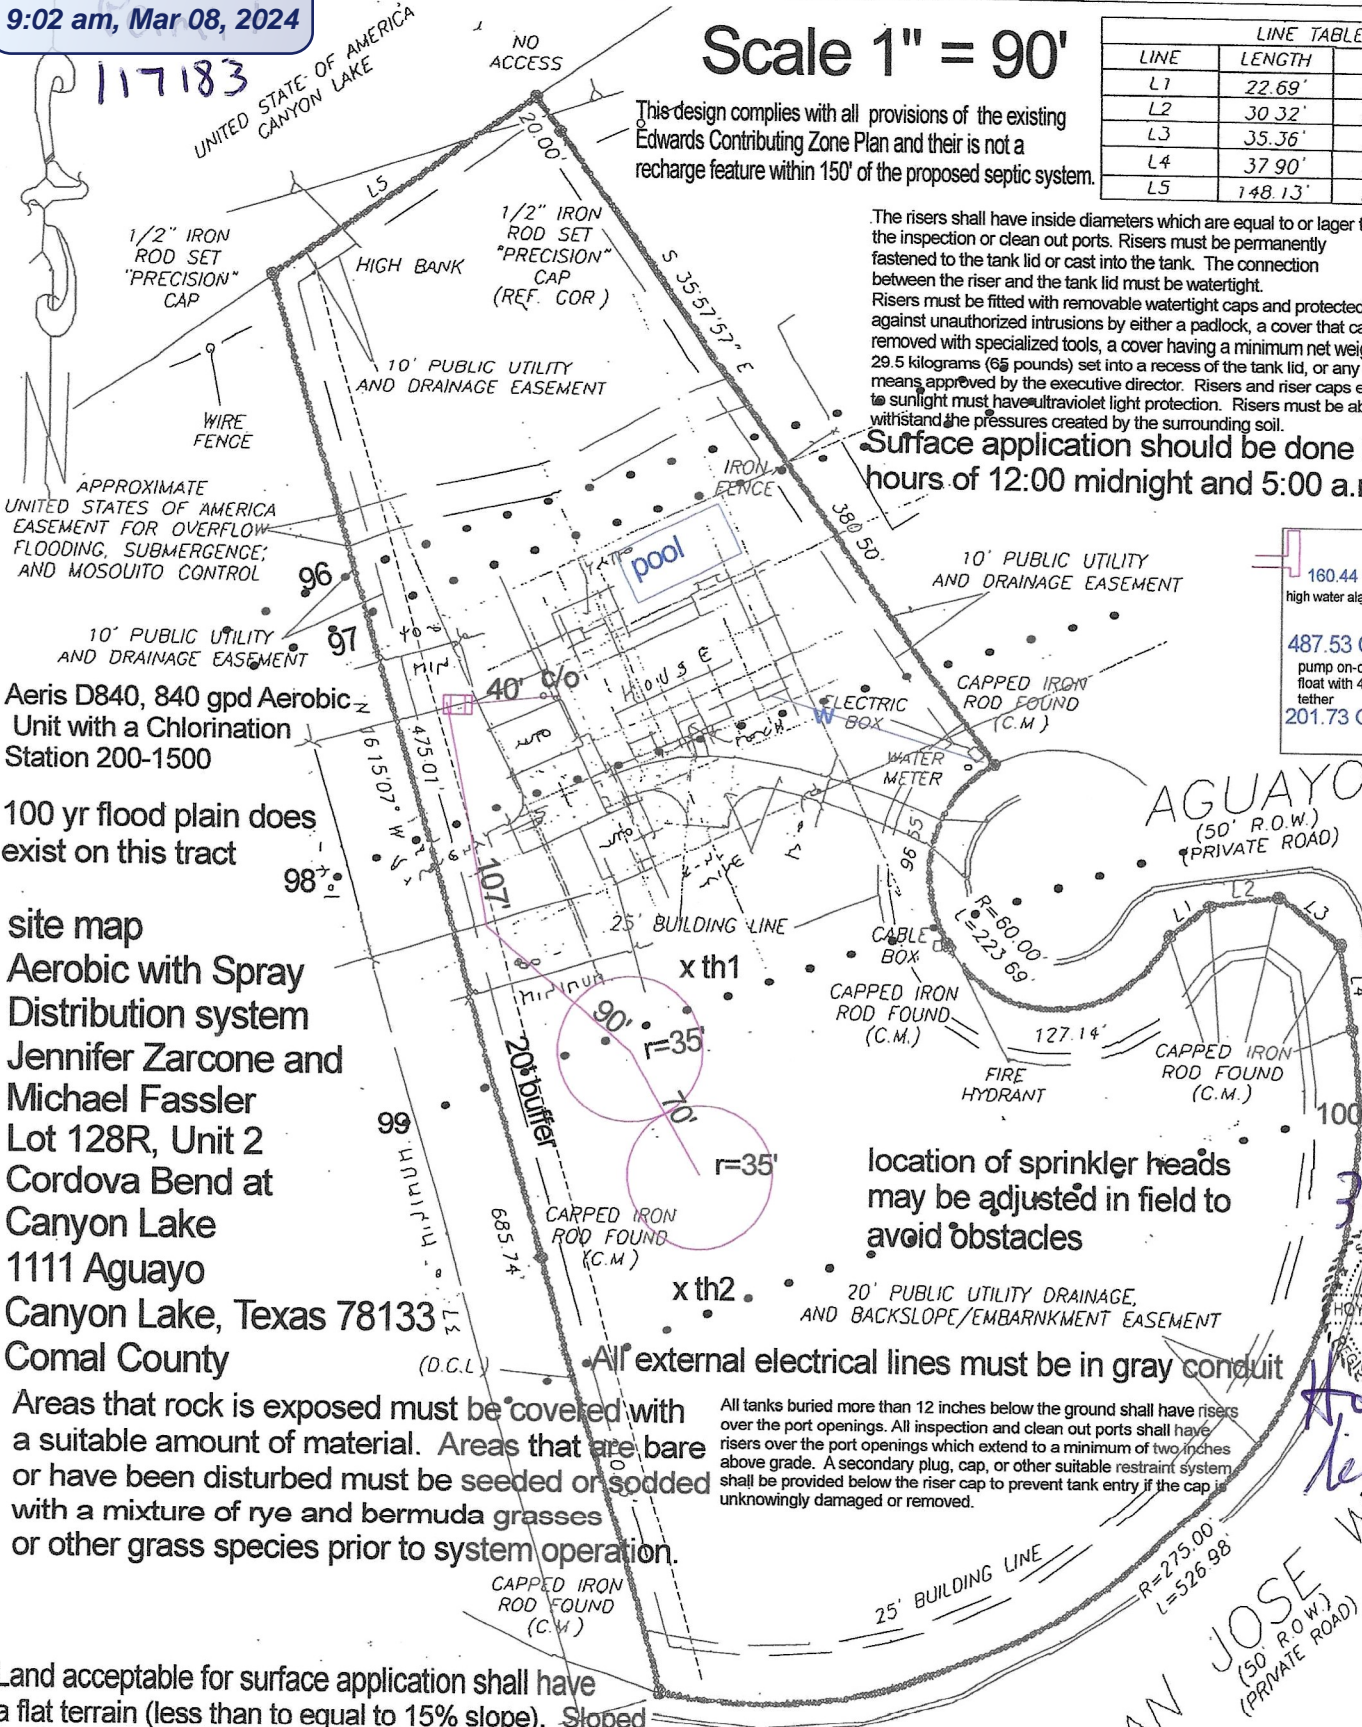 9:02 am, Mar 08, 2024
117183
UNITED STATE OF AMERICA
CANYON LAKE
NO
ACCESS
Scale 1" = 90'
LINE TABLE
LINE LENGTH
L1 22.69'
L2 30 32'
L3 35.36'
L4 37 90'
L5 148.13'
This design complies with all provisions of the existing
Edwards Contributing Zone Plan and their is not a
recharge feature within 150' of the proposed septic system.
20.00'
L5
1/2" IRON
ROD SET
"PRECISION"
CAP
HIGH BANK
1/2" IRON
ROD SET
"PRECISION"
CAP
(REF. COR )
S 35'57'57" E
.The risers shall have inside diameters which are equal to or lager
the inspection or clean out ports. Risers must be permanently
fastened to the tank lid or cast into the tank. The connection
between the riser and the tank lid must be watertight.
Risers must be fitted with removable watertight caps and protected
against unauthorized intrusions by either a padlock, a cover that
removed with specialized tools, a cover having a minimum net
29.5 kilograms (65 pounds) set into a recess of the tank lid, or any
means approved by the executive director. Risers and riser caps
to sunlight must have ultraviolet light protection. Risers must be
withstand the pressures created by the surrounding soil.
Surface application should be done
hours of 12:00 midnight and 5:00
10' PUBLIC UTILITY
AND DRAINAGE EASEMENT
WIRE
FENCE
IRON
FENCE
APPROXIMATE
UNITED STATES OF AMERICA
EASEMENT FOR OVERFLOW
FLOODING, SUBMERGENCE;
AND MOSOUITO CONTROL
96
pool
380 50'
10' PUBLIC UTILITY
AND DRAINAGE EASEMENT
160.44
high water
487.53
float with
tether
201.73
10' PUBLIC UTILITY
AND DRAINAGE EASEMENT
97
Aeris D840, 840 gpd Aerobic
Unit with a Chlorination
Station 200-1500
40' c/o
HOUSE
W
ELECTRIC
BOX
CAPPED IRON
ROD FOUND
(C.M )
WATER
METER
475.01'
AGUAYO
(50' R.O.W.)
(PRIVATE ROAD)
100 yr flood plain does
exist on this tract
98
107'
96 55
25' BUILDING LINE
CABLE
BOX
R=60.00'
L=223 69'
L1
L2
L3
L4
site map
Aerobic with Spray
Distribution system
Jennifer Zarcone and
Michael Fassler
Lot 128R, Unit 2
Cordova Bend at
Canyon Lake
1111 Aguayo
Canyon Lake, Texas 78133
Comal County
x th1
90'
r=35'
20' buffer
70'
r=35'
CAPPED IRON
ROD FOUND
(C.M.)
127.14'
FIRE
HYDRANT
CAPPED IRON
ROD FOUND
(C.M.)
99
100
MINIMUM
685.74'
CARPED IRON
ROD FOUND
(C.M )
location of sprinkler heads
may be adjusted in field to
avoid obstacles
x th2
20' PUBLIC UTILITY DRAINAGE,
AND BACKSLOPE/EMBARNKMENT EASEMENT
(D.C.L)
All external electrical lines must be in gray conduit
Areas that rock is exposed must be covered with
a suitable amount of material. Areas that are bare
or have been disturbed must be seeded or sodded
with a mixture of rye and bermuda grasses
or other grass species prior to system operation.
All tanks buried more than 12 inches below the ground shall have risers
over the port openings. All inspection and clean out ports shall have
risers over the port openings which extend to a minimum of two inches
above grade. A secondary plug, cap, or other suitable restraint system
shall be provided below the riser cap to prevent tank entry if the cap is
unknowingly damaged or removed.
CAPPED IRON
ROD FOUND
(C.M )
25' BUILDING LINE
R=275.00'
L=526.98'
JOSE
(50' R.O W.)
(PRIVATE ROAD)
Land acceptable for surface application shall have
a flat terrain (less than to equal to 15% slope). Sloped